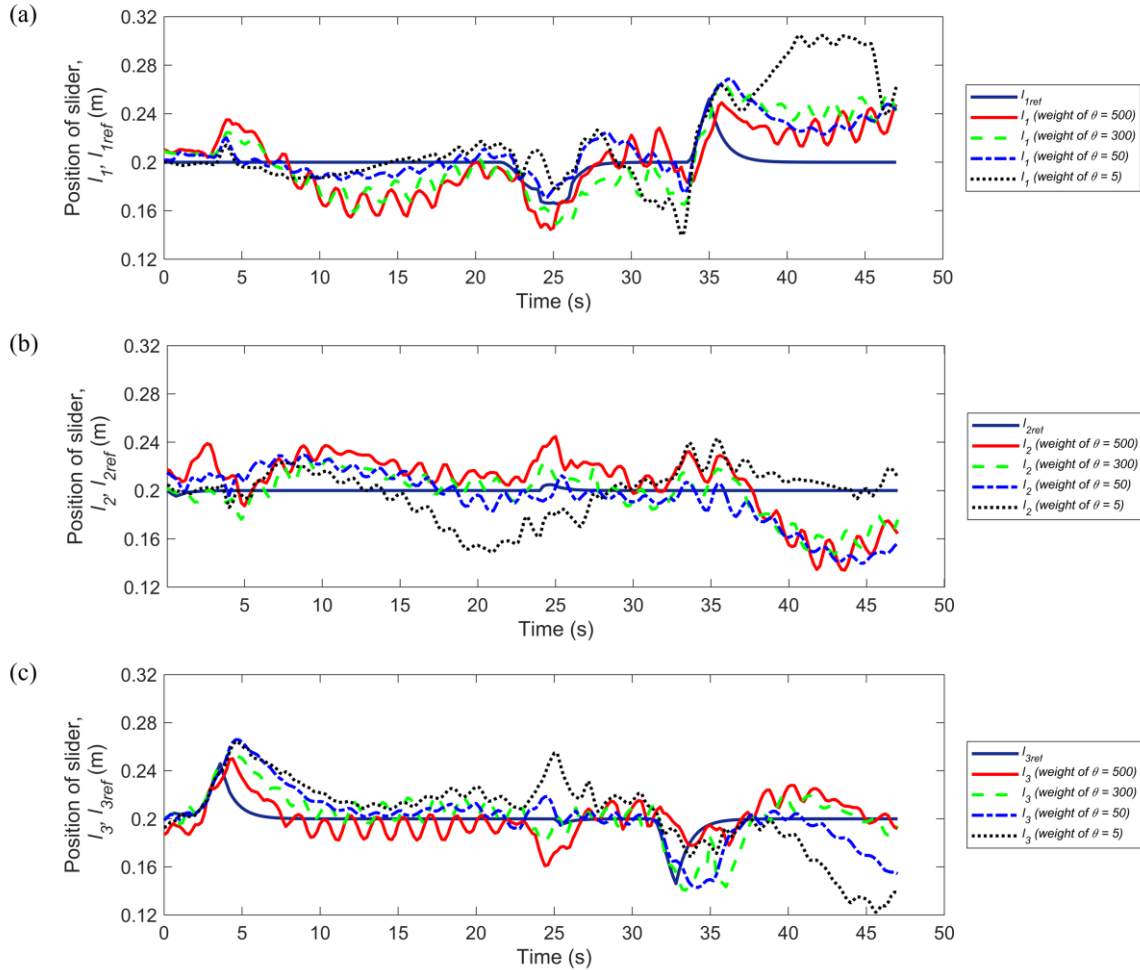 (a)
0.32
0.28
0.24
0.2
0.16
0.12
Position of slider,
l1, l1ref (m)
0 5 10 15 20 25 30 35 40 45 50
Time (s)
l1ref
l1 (weight of θ = 500)
l1 (weight of θ = 300)
l1 (weight of θ = 50)
l1 (weight of θ = 5)
(b)
0.32
0.28
0.24
0.2
0.16
0.12
Position of slider,
l2, l2ref (m)
5 10 15 20 25 30 35 40 45 50
Time (s)
l2ref
l2 (weight of θ = 500)
l2 (weight of θ = 300)
l2 (weight of θ = 50)
l2 (weight of θ = 5)
(c)
0.32
0.28
0.24
0.2
0.16
0.12
Position of slider,
l3, l3ref (m)
0 5 10 15 20 25 30 35 40 45 50
Time (s)
l3ref
l3 (weight of θ = 500)
l3 (weight of θ = 300)
l3 (weight of θ = 50)
l3 (weight of θ = 5)